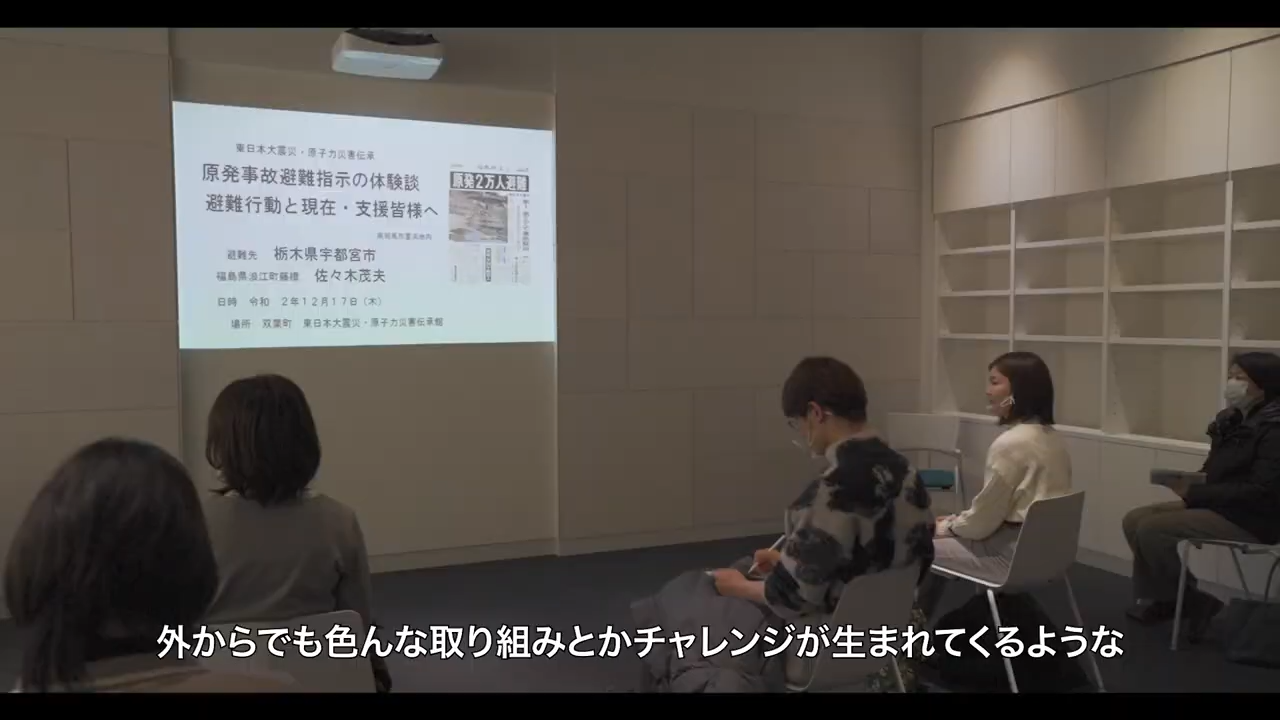 東日本大震災・原子力災害伝承
原発事故避難指示の体験談
避難行動と現在・支援皆様へ
原発2万人避難
避難先 栃木県宇都宮市
福島県浪江町藤橋 佐々木茂夫
日時 令和 2年12月17日(木)
場所 双葉町 東日本大震災・原子力災害伝承館
外からでも色んな取り組みとかチャレンジが生まれてくるような